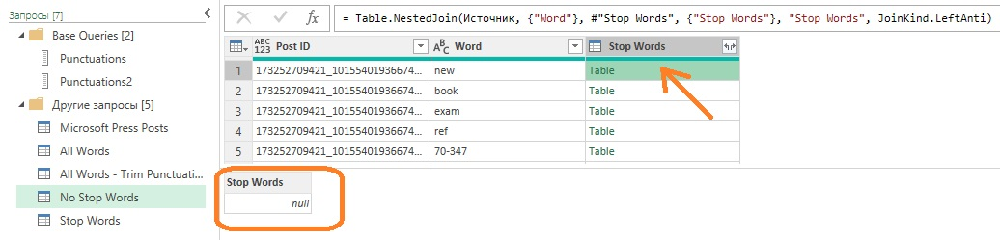 Запросы [7]
= Table.NestedJoin(Источник, {"Word"}, #"Stop Words", {"Stop Words"}, "Stop Words", JoinKind.LeftAnti)
Base Queries [2]
Punctuations
Punctuations2
Другие запросы [5]
Microsoft Press Posts
All Words
All Words - Trim Punctuati...
No Stop Words
Stop Words
ABC 123 Post ID ABC Word Stop Words
1 173252709421_10155401936674... new Table
2 173252709421_10155401936674... book Table
3 173252709421_10155401936674... exam Table
4 173252709421_10155401936674... ref Table
5 173252709421_10155401936674... 70-347 Table
Stop Words
null